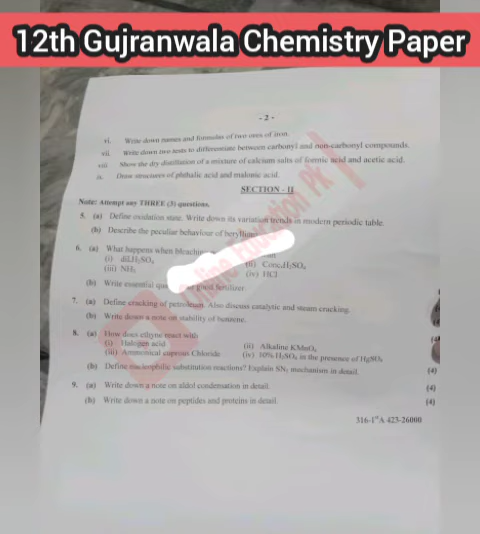 12th Gujranwala Chemistry Paper
- 2 -
vi. Write down names and formulas of two ores of iron.
vii. Write down two tests to differentiate between carbonyl and non-carbonyl compounds.
viii. Show the dry distillation of a mixture of calcium salts of formic acid and acetic acid.
ix. Draw structures of phthalic acid and malonic acid.
SECTION - II
Note: Attempt any THREE (3) questions.
5. (a) Define oxidation state. Write down its variation trends in modern periodic table.
(b) Describe the peculiar behaviour of beryllium.
6. (a) What happens when bleaching
(i) dil.H₂SO₄ (ii) Conc.H₂SO₄
(iii) NH₃ (iv) HCl
(b) Write essential good fertilizer.
7. (a) Define cracking of petroleum. Also discuss catalytic and steam cracking.
(b) Write down a note on stability of benzene.
8. (a) How does ethyne react with (4)
(i) Halogen acid (ii) Alkaline KMnO₄
(iii) Ammonical cuprous Chloride (iv) 10% H₂SO₄ in the presence of HgSO₄
(b) Define nucleophilic substitution reactions? Explain SN₁ mechanism in detail. (4)
9. (a) Write down a note on aldol condensation in detail. (4)
(b) Write down a note on peptides and proteins in detail. (4)
316-1ˢᵗA 423-26000
Online Education Pk